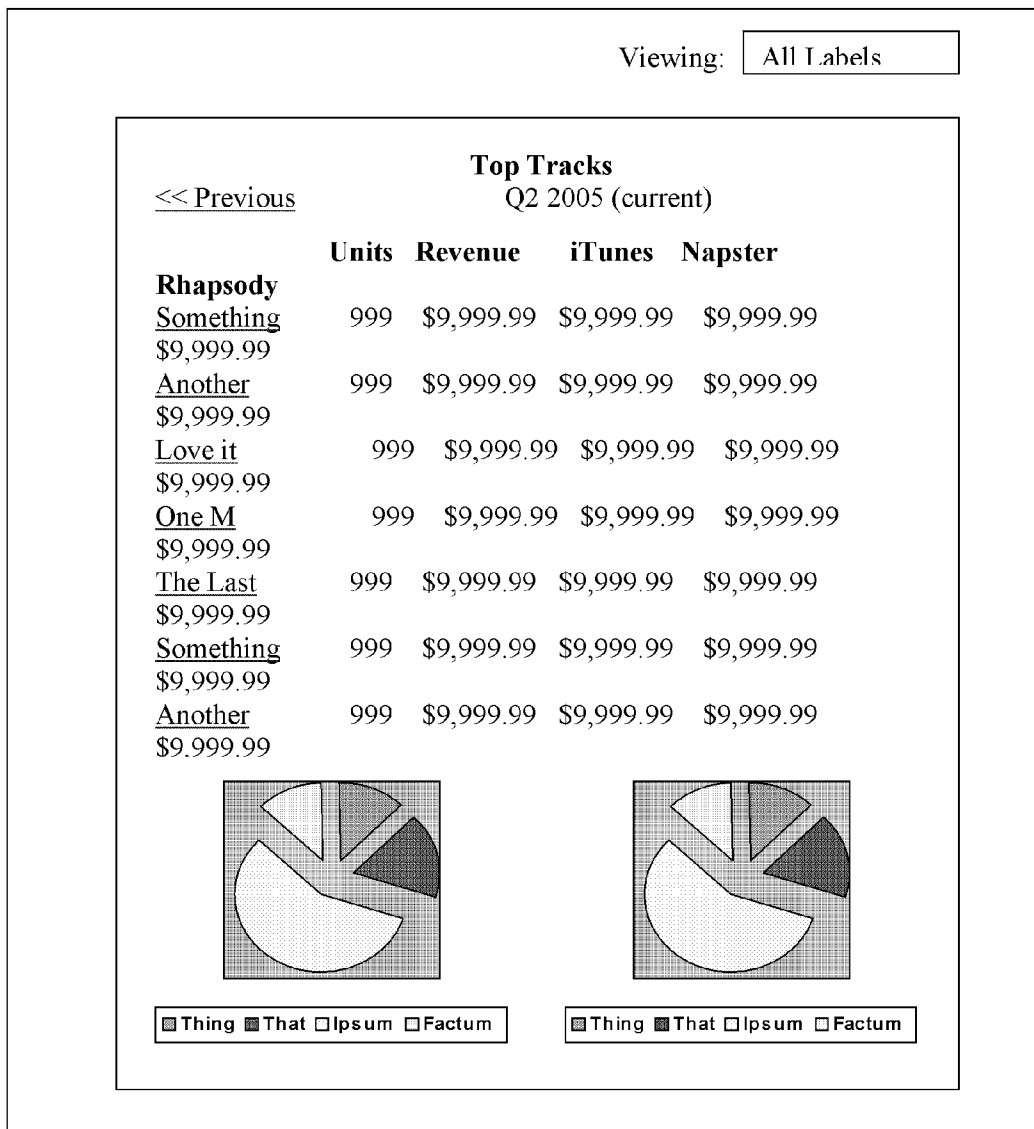 Viewing: All Labels
Top Tracks
<< Previous Q2 2005 (current)
Units Revenue iTunes Napster
Rhapsody
Something 999 $9,999.99 $9,999.99 $9,999.99
$9,999.99
Another 999 $9,999.99 $9,999.99 $9,999.99
$9,999.99
Love it 999 $9,999.99 $9,999.99 $9,999.99
$9,999.99
One M 999 $9,999.99 $9,999.99 $9,999.99
$9,999.99
The Last 999 $9,999.99 $9,999.99 $9,999.99
$9,999.99
Something 999 $9,999.99 $9,999.99 $9,999.99
$9,999.99
Another 999 $9,999.99 $9,999.99 $9,999.99
$9.999.99
Thing That Ipsum Factum
Thing That Ipsum Factum